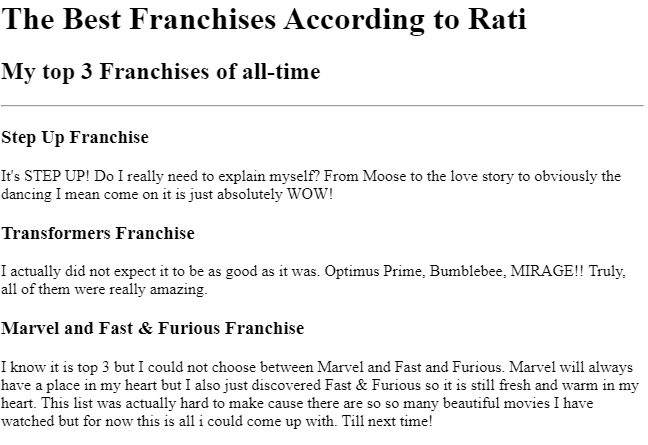 The Best Franchises According to Rati
My top 3 Franchises of all-time
Step Up Franchise
It's STEP UP! Do I really need to explain myself? From Moose to the love story to obviously the
dancing I mean come on it is just absolutely WOW!
Transformers Franchise
I actually did not expect it to be as good as it was. Optimus Prime, Bumblebee, MIRAGE!! Truly,
all of them were really amazing.
Marvel and Fast & Furious Franchise
I know it is top 3 but I could not choose between Marvel and Fast and Furious. Marvel will always
have a place in my heart but I also just discovered Fast & Furious so it is still fresh and warm in my
heart. This list was actually hard to make cause there are so so many beautiful movies I have
watched but for now this is all i could come up with. Till next time!